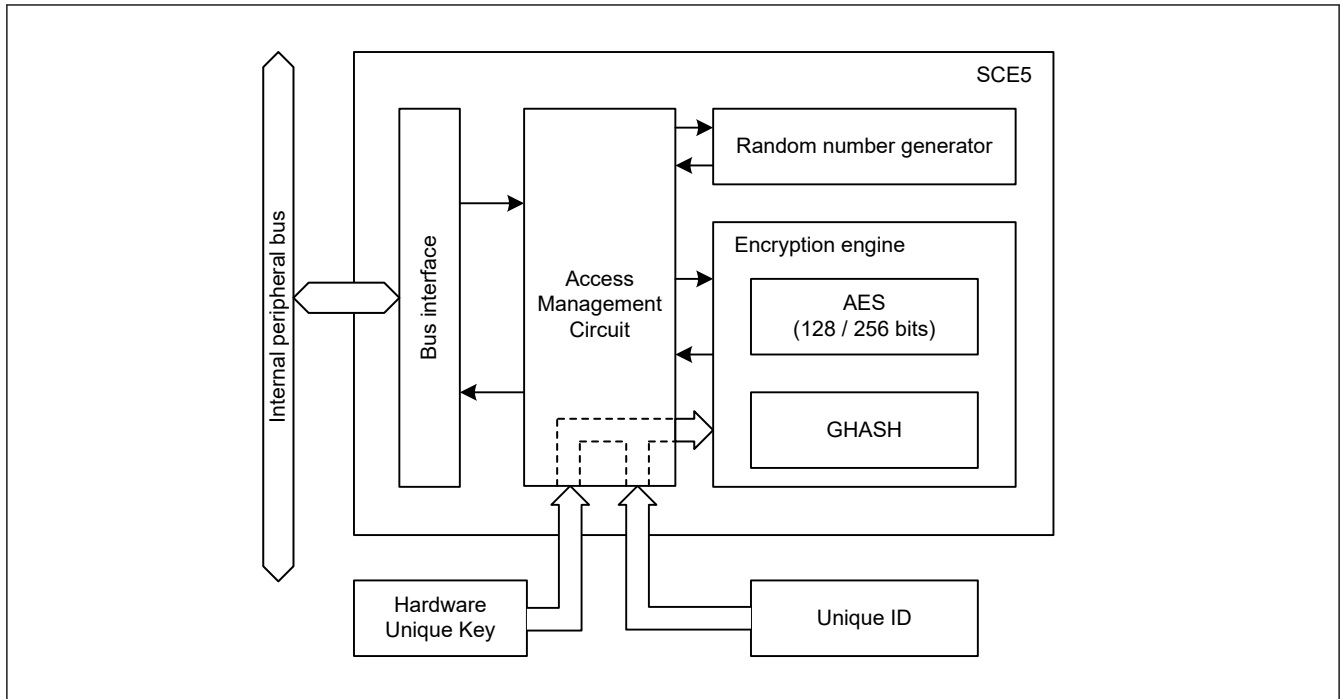 SCE5
Internal peripheral bus
Bus interface
Access
Management
Circuit
Random number generator
Encryption engine
AES
(128 / 256 bits)
GHASH
Hardware
Unique Key
Unique ID